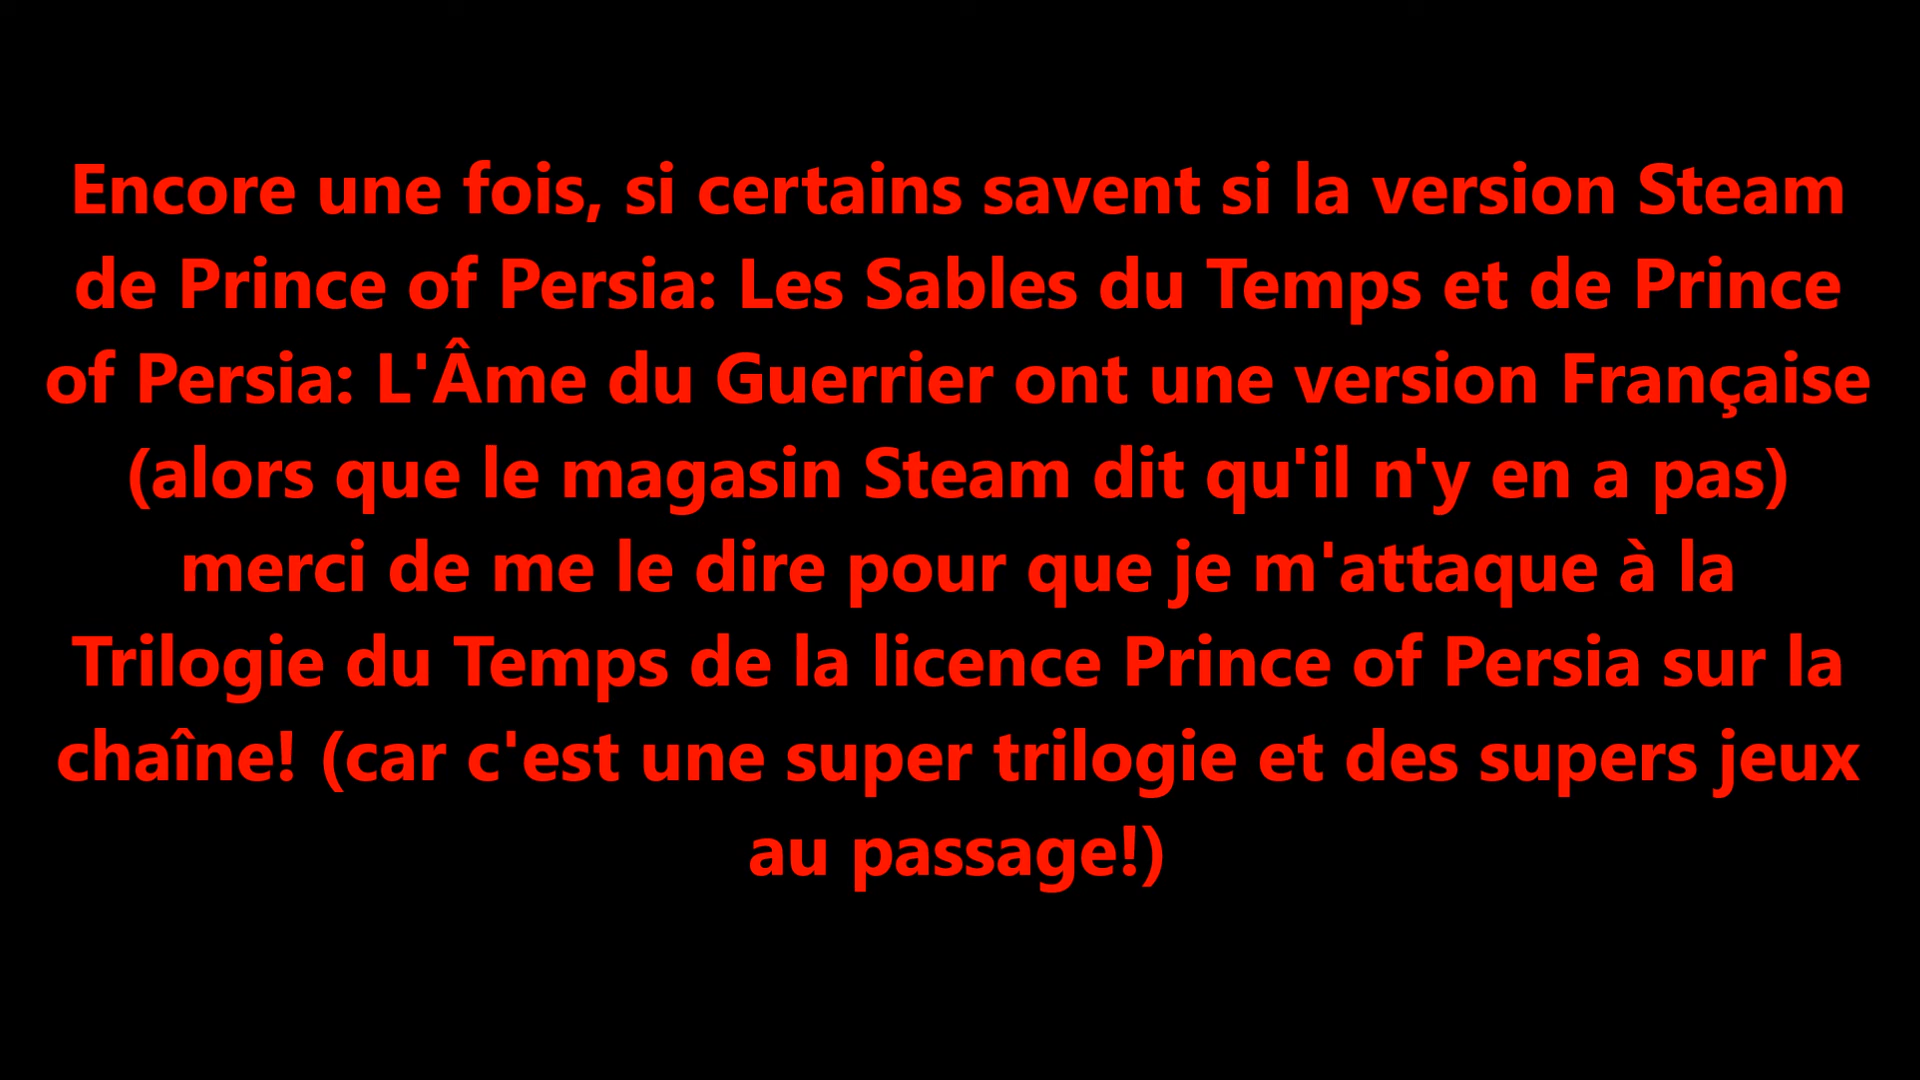 Encore une fois, si certains savent si la version Steam
de Prince of Persia: Les Sables du Temps et de Prince
of Persia: L'Âme du Guerrier ont une version Française
(alors que le magasin Steam dit qu'il n'y en a pas)
merci de me le dire pour que je m'attaque à la
Trilogie du Temps de la licence Prince of Persia sur la
chaîne! (car c'est une super trilogie et des supers jeux
au passage!)